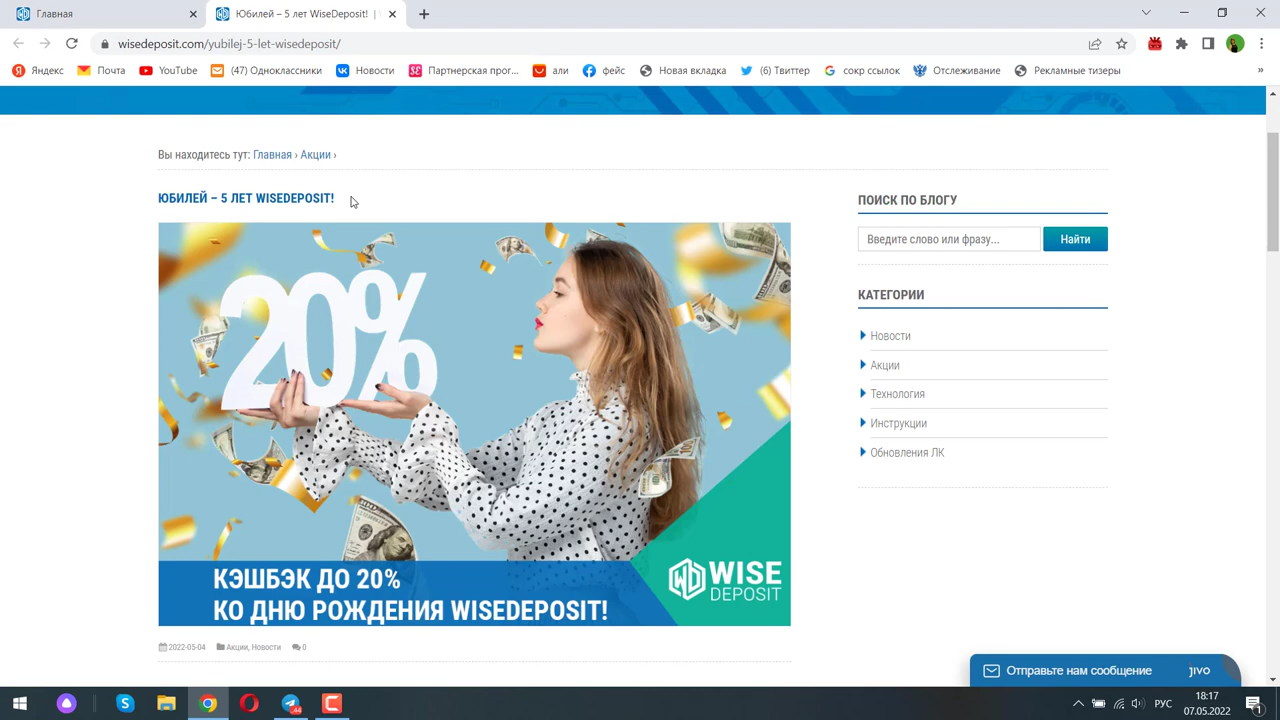 Главная
Юбилей – 5 лет WiseDeposit! |
wisedeposit.com/yubilej-5-let-wisedeposit/
Яндекс
Почта
YouTube
(47) Одноклассники
Новости
Партнерская прог...
али
фейс
Новая вкладка
(6) Твиттер
сокр ссылок
Отслеживание
Рекламные тизеры
»
Вы находитесь тут: Главная › Акции ›
ЮБИЛЕЙ – 5 ЛЕТ WISEDEPOSIT!
20%
КЭШБЭК ДО 20%
КО ДНЮ РОЖДЕНИЯ WISEDEPOSIT!
WISE
DEPOSIT
2022-05-04 Акции, Новости 0
ПОИСК ПО БЛОГУ
Введите слово или фразу...
Найти
КАТЕГОРИИ
Новости
Акции
Технология
Инструкции
Обновления ЛК
Отправьте нам сообщение
jivo
44
РУС
18:17
07.05.2022
1